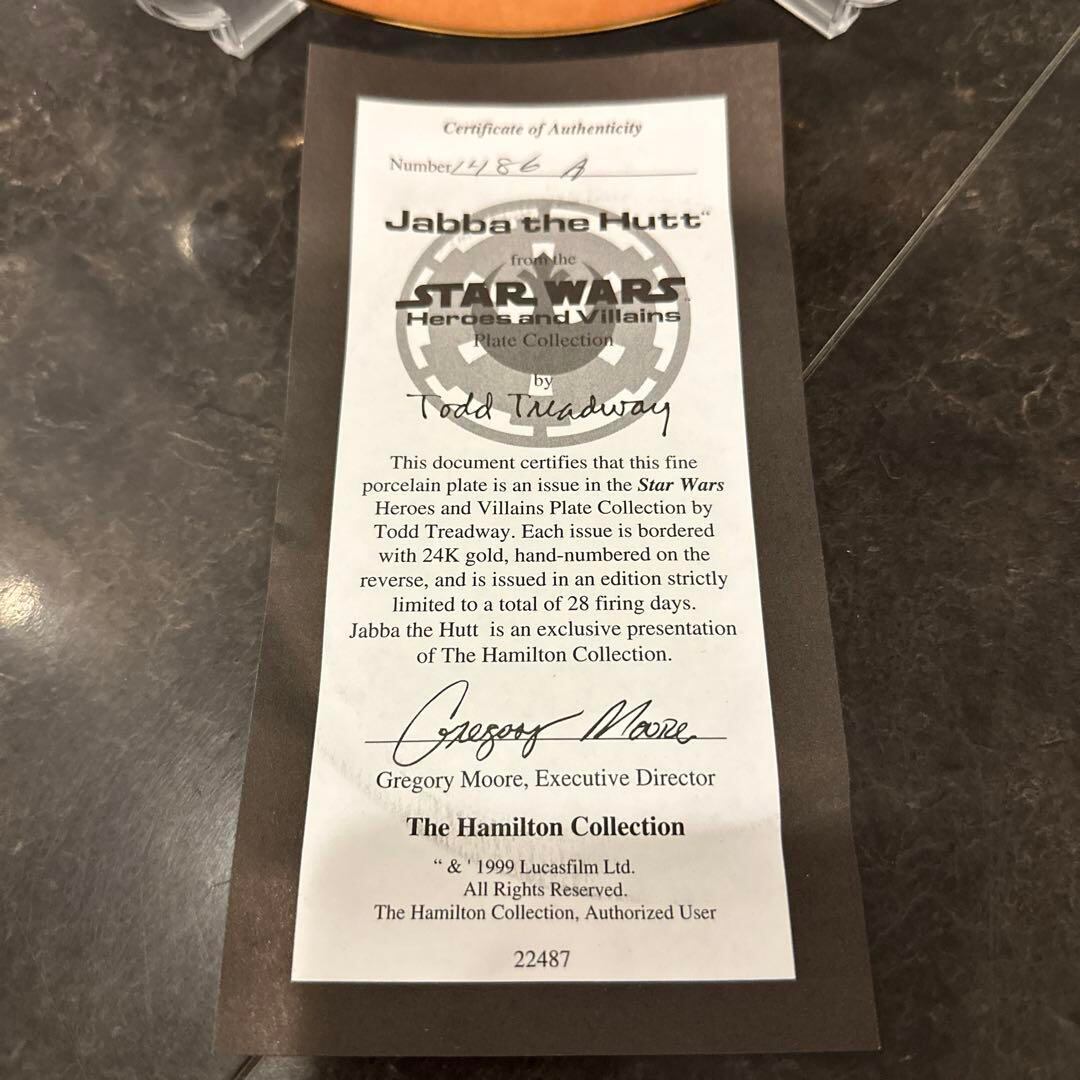 Certificate of Authenticity
Number 1486 A
Jabba the Hutt“
from the
STAR WARS
Heroes and Villains
Plate Collection
by
Todd Treadway
This document certifies that this fine
porcelain plate is an issue in the Star Wars
Heroes and Villains Plate Collection by
Todd Treadway. Each issue is bordered
with 24K gold, hand-numbered on the
reverse, and is issued in an edition strictly
limited to a total of 28 firing days.
Jabba the Hutt is an exclusive presentation
of The Hamilton Collection.
Gregory Moore
Gregory Moore, Executive Director
The Hamilton Collection
“ & ' 1999 Lucasfilm Ltd.
All Rights Reserved.
The Hamilton Collection, Authorized User
22487